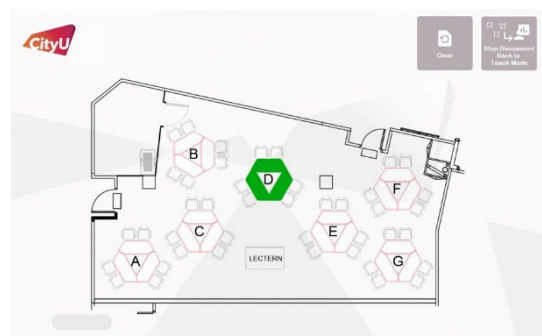 CityU
Clear
Stop Discussion/
Back to
Teach Mode
B
D
F
C
E
A
LECTERN
G